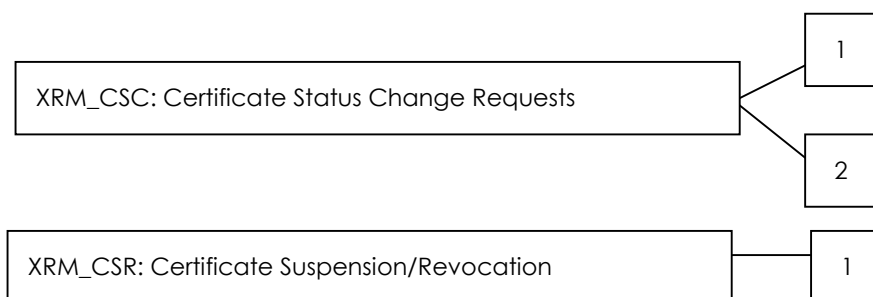 1
XRM_CSC: Certificate Status Change Requests
2
XRM_CSR: Certificate Suspension/Revocation
1